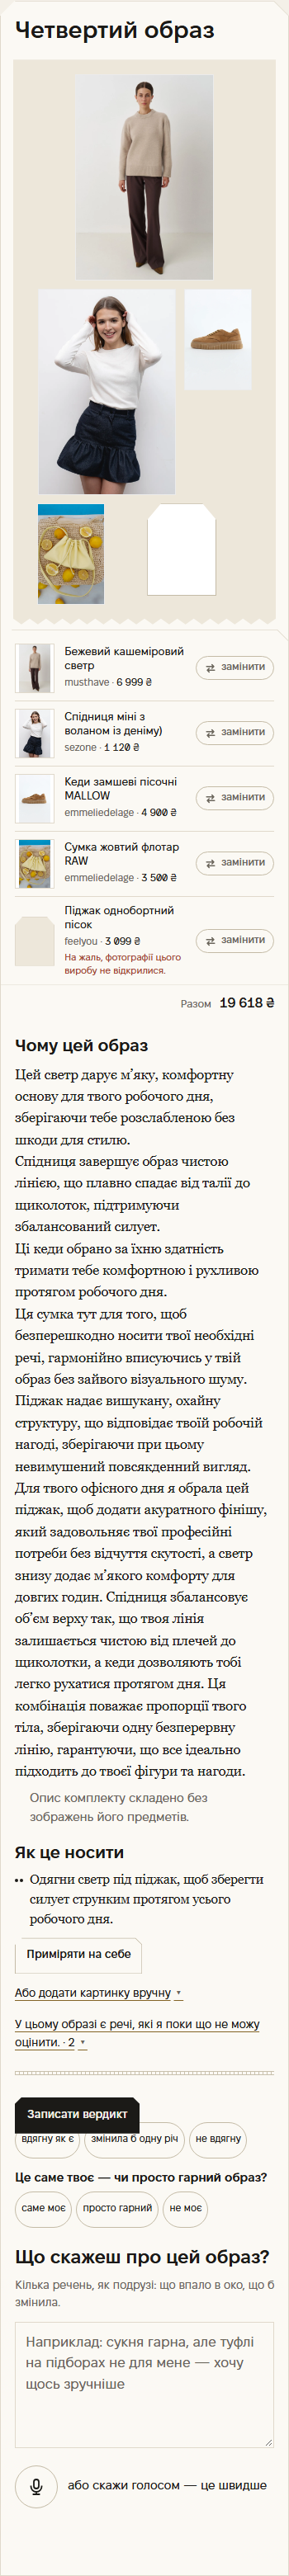 Четвертий образ
Бежевий кашеміровий
светр
musthave · 6 999 ₴
замінити
Спідниця міні з
воланом із деніму)
sezone · 1 120 ₴
замінити
Кеди замшеві пісочні
MALLOW
emmeliedelage · 4 900 ₴
замінити
Сумка жовтий флотар
RAW
emmeliedelage · 3 500 ₴
замінити
Піджак однобортний
пісок
feelyou · 3 099 ₴
На жаль, фотографії цього
виробу не відкрилися.
замінити
Разом 19 618 ₴
Чому цей образ
Цей светр дарує м’яку, комфортну
основу для твого робочого дня,
зберігаючи тебе розслабленою без
шкоди для стилю.
Спідниця завершує образ чистою
лінією, що плавно спадає від талії до
щиколоток, підтримуючи
збалансований силует.
Ці кеди обрано за їхню здатність
тримати тебе комфортною і рухливою
протягом робочого дня.
Ця сумка тут для того, щоб
безперешкодно носити твої необхідні
речі, гармонійно вписуючись у твій
образ без зайвого візуального шуму.
Піджак надає вишукану, охайну
структуру, що відповідає твоїй робочій
нагоді, зберігаючи при цьому
невимушений повсякденний вигляд.
Для твого офісного дня я обрала цей
піджак, щоб додати акуратного фінішу,
який задовольняє твої професійні
потреби без відчуття скутості, а светр
знизу додає м’якого комфорту для
довгих годин. Спідниця збалансовує
об’єм верху так, що твоя лінія
залишається чистою від плечей до
щиколотки, а кеди дозволяють тобі
легко рухатися протягом дня. Ця
комбінація поважає пропорції твого
тіла, зберігаючи одну безперервну
лінію, гарантуючи, що все ідеально
підходить до твоєї фігури та нагоди.
Опис комплекту складено без
зображень його предметів.
Як це носити
Одягни светр під піджак, щоб зберегти
силует струнким протягом усього
робочого дня.
Приміряти на себе
Або додати картинку вручну
У цьому образі є речі, які я поки що не можу
оцінити. · 2
Записати вердикт
вдягну як є
змінила б одну річ
не вдягну
Це саме твоє — чи просто гарний образ?
саме моє
просто гарний
не моє
Що скажеш про цей образ?
Кілька речень, як подрузі: що впало в око, що б
змінила.
Наприклад: сукня гарна, але туфлі
на підборах не для мене — хочу
щось зручніше
або скажи голосом — це швидше